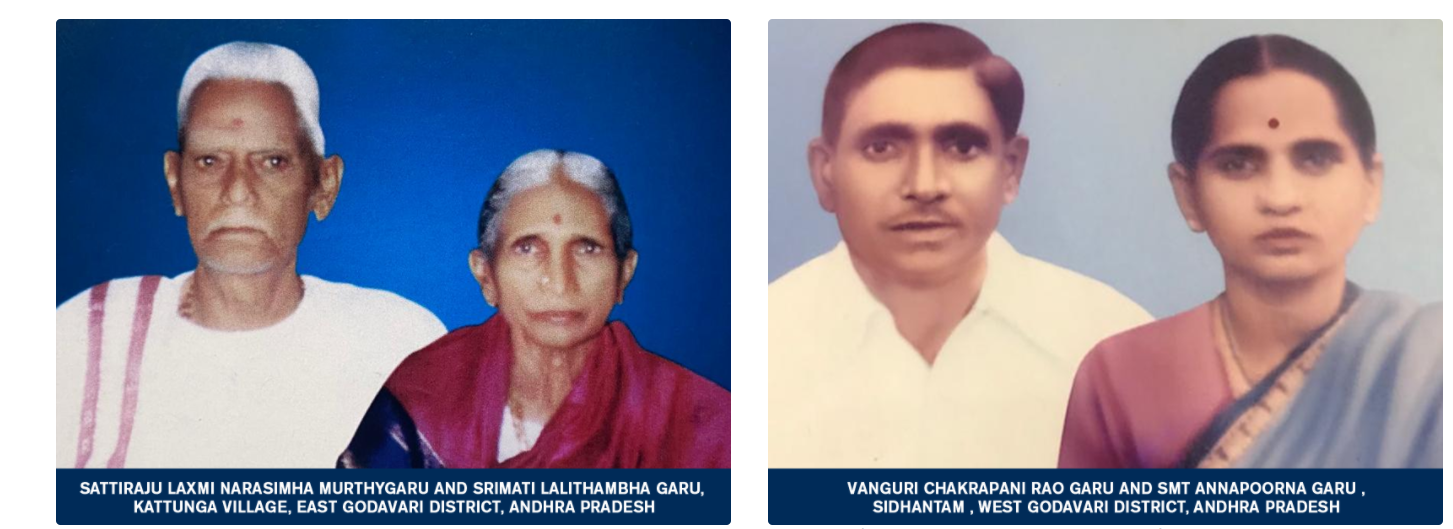 SATTIRAJU LAXMI NARASIMHA MURTHYGARU AND SRIMATI LALITHAMBHA GARU,
KATTUNGA VILLAGE, EAST GODAVARI DISTRICT, ANDHRA PRADESH
VANGURI CHAKRAPANI RAO GARU AND SMT ANNAPOORNA GARU ,
SIDHANTAM , WEST GODAVARI DISTRICT, ANDHRA PRADESH